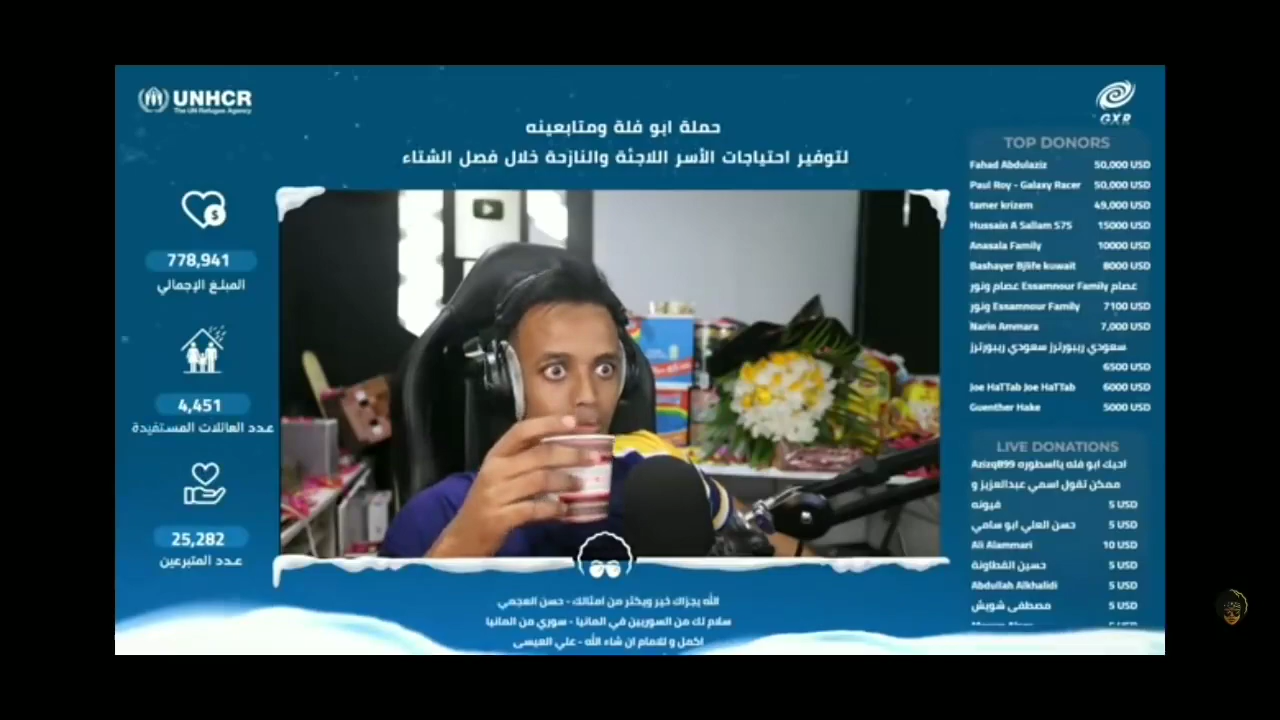 UNHCR
The UN Refugee Agency
GXR
حملة ابو فلة ومتابعينه
لتوفير احتياجات الأسر اللاجئة والنازحة خلال فصل الشتاء
778,941
المبلغ الإجمالي
4,451
عدد العائلات المستفيدة
25,282
عدد المتبرعين
TOP DONORS
Fahad Abdulaziz 50,000 USD
Paul Roy - Galaxy Racer 50,000 USD
tamer krizem 49,000 USD
Hussain A Sallam 575 15000 USD
Anasala Family 10000 USD
Bashayer Bjlife kuwait 8000 USD
عصام ونور Essamnour Family عصام
ونور Essamnour Family 7100 USD
Narin Ammara 7,000 USD
سعودي ريبورترز سعودي ريبورترز
6500 USD
Joe HaTTab Joe HaTTab 6000 USD
Guenther Hake 5000 USD
LIVE DONATIONS
Azizq899 احبك ابو فله يااسطوره
ممكن تقول اسمي عبدالعزيز و
فيونه 5 USD
حسن العلي ابو سامي 5 USD
Ali Alammari 10 USD
حسين القطاونة 5 USD
Abdullah Alkhalidi 5 USD
مصطفى شويش 5 USD
الله يجزاك خير ويكثر من امثالك - حسن العجمي
سلام لك من السوريين في المانيا - سوري من المانيا
اكمل و للامام ان شاء الله - علي العيسى